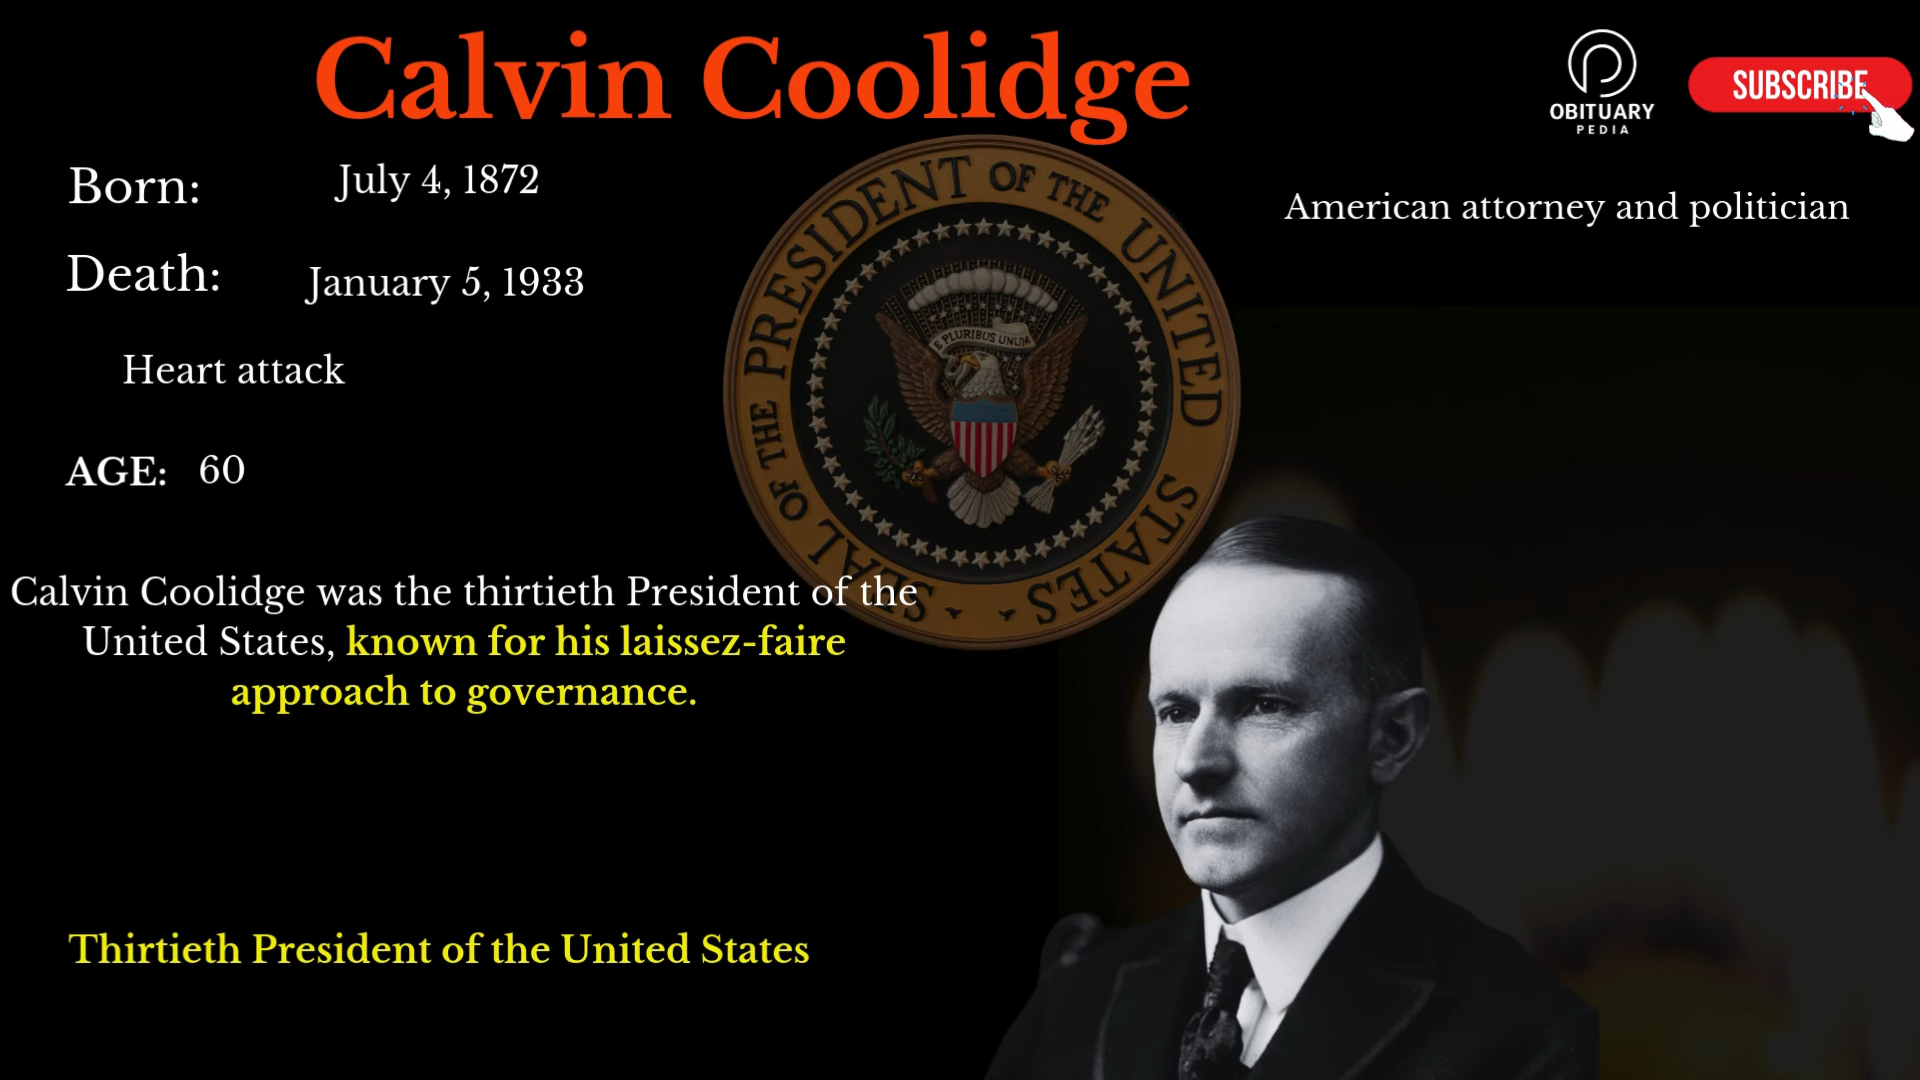 Calvin Coolidge
OBITUARY
PEDIA
SUBSCRIBE
Born: July 4, 1872
American attorney and politician
Death: January 5, 1933
Heart attack
AGE: 60
SEAL OF THE PRESIDENT OF THE UNITED STATES
E PLURIBUS UNUM
Calvin Coolidge was the thirtieth President of the
United States, known for his laissez-faire
approach to governance.
Thirtieth President of the United States